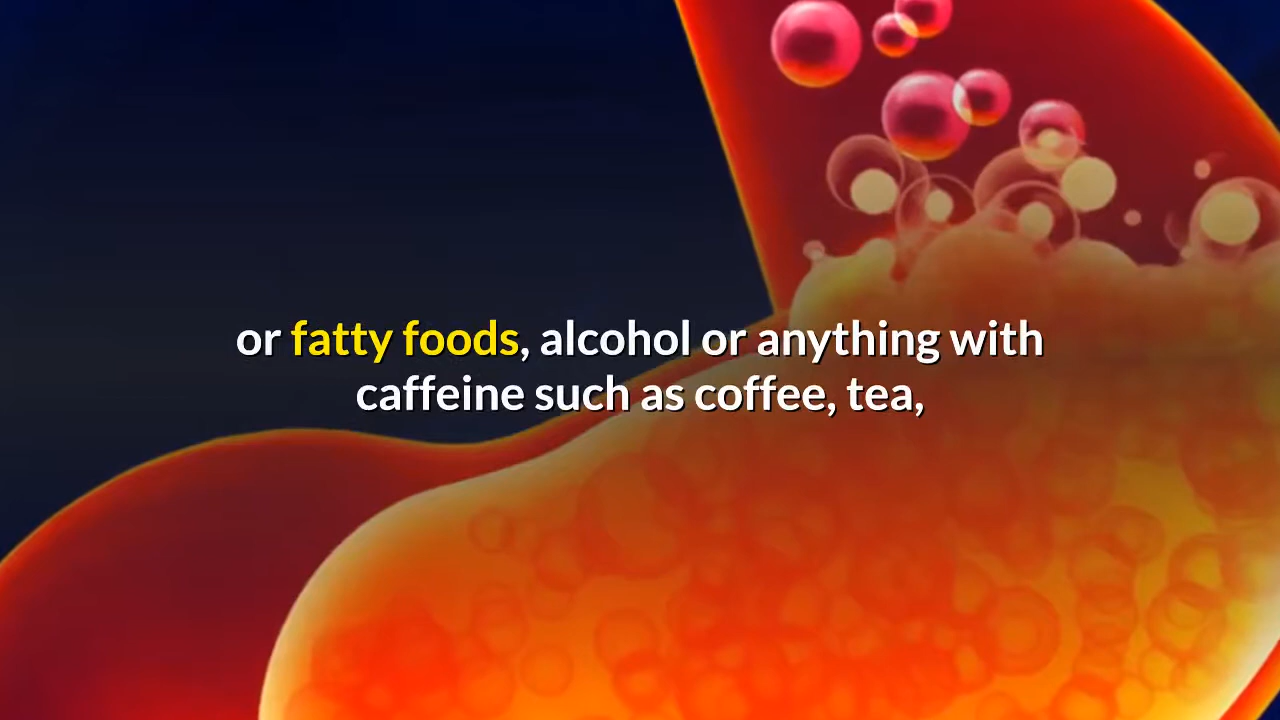 or fatty foods, alcohol or anything with
caffeine such as coffee, tea,